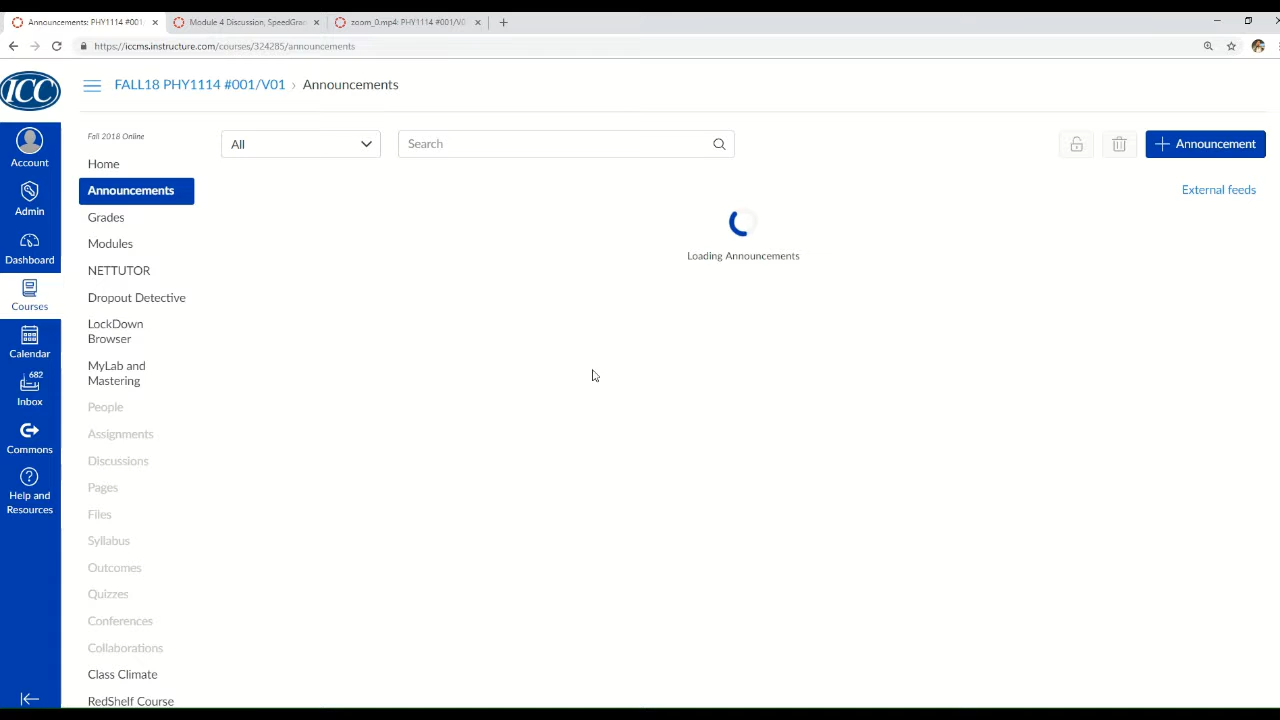 Announcements: PHY1114 #001/
Module 4 Discussion, SpeedGra
zoom_0.mp4: PHY1114 #001/V0
https://iccms.instructure.com/courses/324285/announcements
ICC
FALL18 PHY1114 #001/V01 › Announcements
Account
Admin
Dashboard
Courses
Calendar
682
Inbox
Commons
Help and
Resources
Fall 2018 Online
Home
Announcements
Grades
Modules
NETTUTOR
Dropout Detective
LockDown
Browser
MyLab and
Mastering
People
Assignments
Discussions
Pages
Files
Syllabus
Outcomes
Quizzes
Conferences
Collaborations
Class Climate
RedShelf Course
All
Search
+ Announcement
External feeds
Loading Announcements